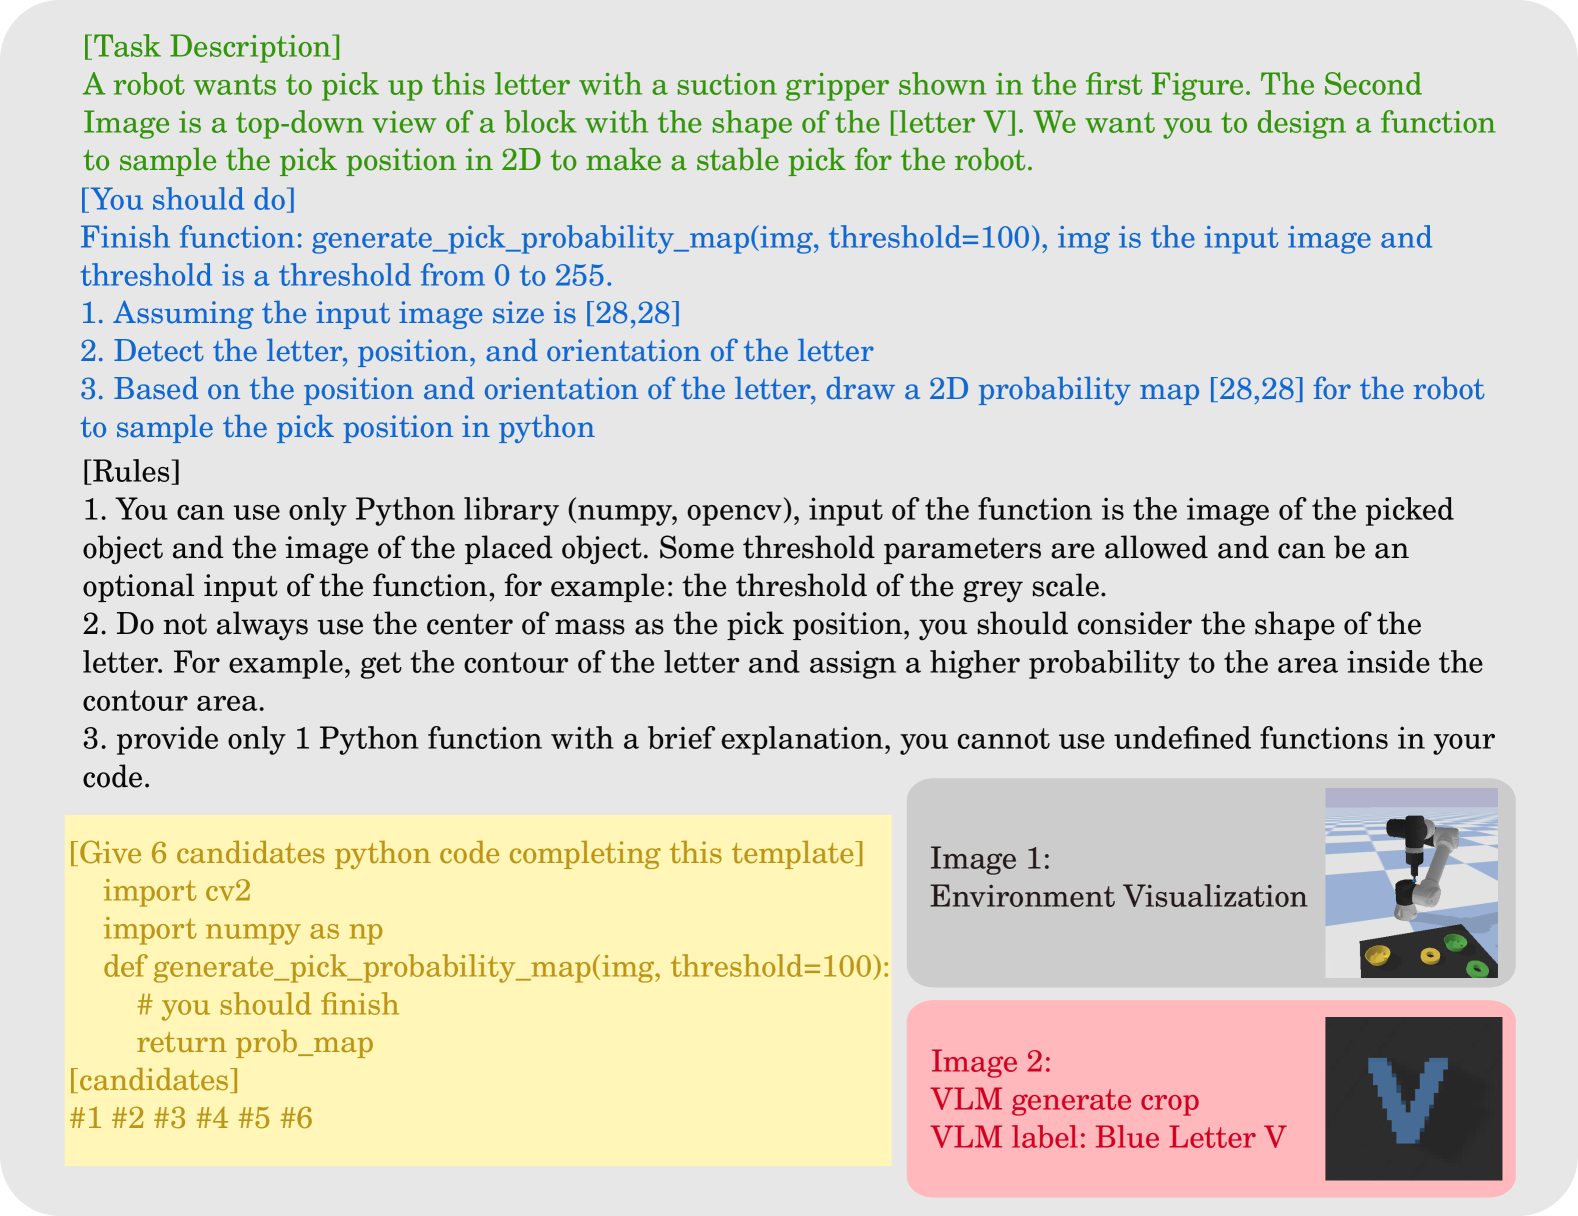 [Task Description]
A robot wants to pick up this letter with a suction gripper shown in the first Figure. The Second
Image is a top-down view of a block with the shape of the [letter V]. We want you to design a function
to sample the pick position in 2D to make a stable pick for the robot.
[You should do]
Finish function: generate_pick_probability_map(img, threshold=100), img is the input image and
threshold is a threshold from 0 to 255.
1. Assuming the input image size is [28,28]
2. Detect the letter, position, and orientation of the letter
3. Based on the position and orientation of the letter, draw a 2D probability map [28,28] for the robot
to sample the pick position in python
[Rules]
1. You can use only Python library (numpy, opencv), input of the function is the image of the picked
object and the image of the placed object. Some threshold parameters are allowed and can be an
optional input of the function, for example: the threshold of the grey scale.
2. Do not always use the center of mass as the pick position, you should consider the shape of the
letter. For example, get the contour of the letter and assign a higher probability to the area inside the
contour area.
3. provide only 1 Python function with a brief explanation, you cannot use undefined functions in your
code.
[Give 6 candidates python code completing this template]
import cv2
import numpy as np
def generate_pick_probability_map(img, threshold=100):
# you should finish
return prob_map
[candidates]
#1 #2 #3 #4 #5 #6
Image 1:
Environment Visualization
Image 2:
VLM generate crop
VLM label: Blue Letter V
V